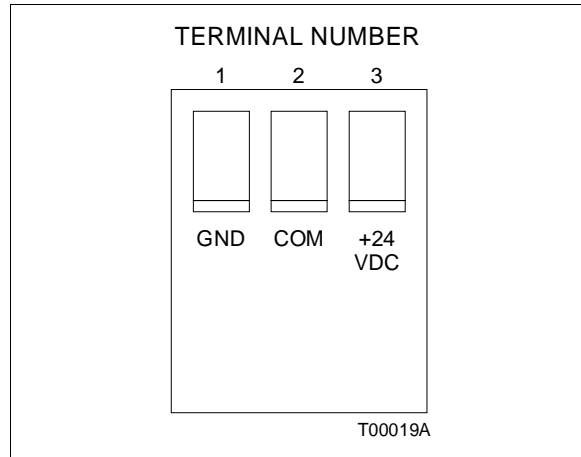 TERMINAL NUMBER
1 2 3
GND COM +24
VDC
T00019A